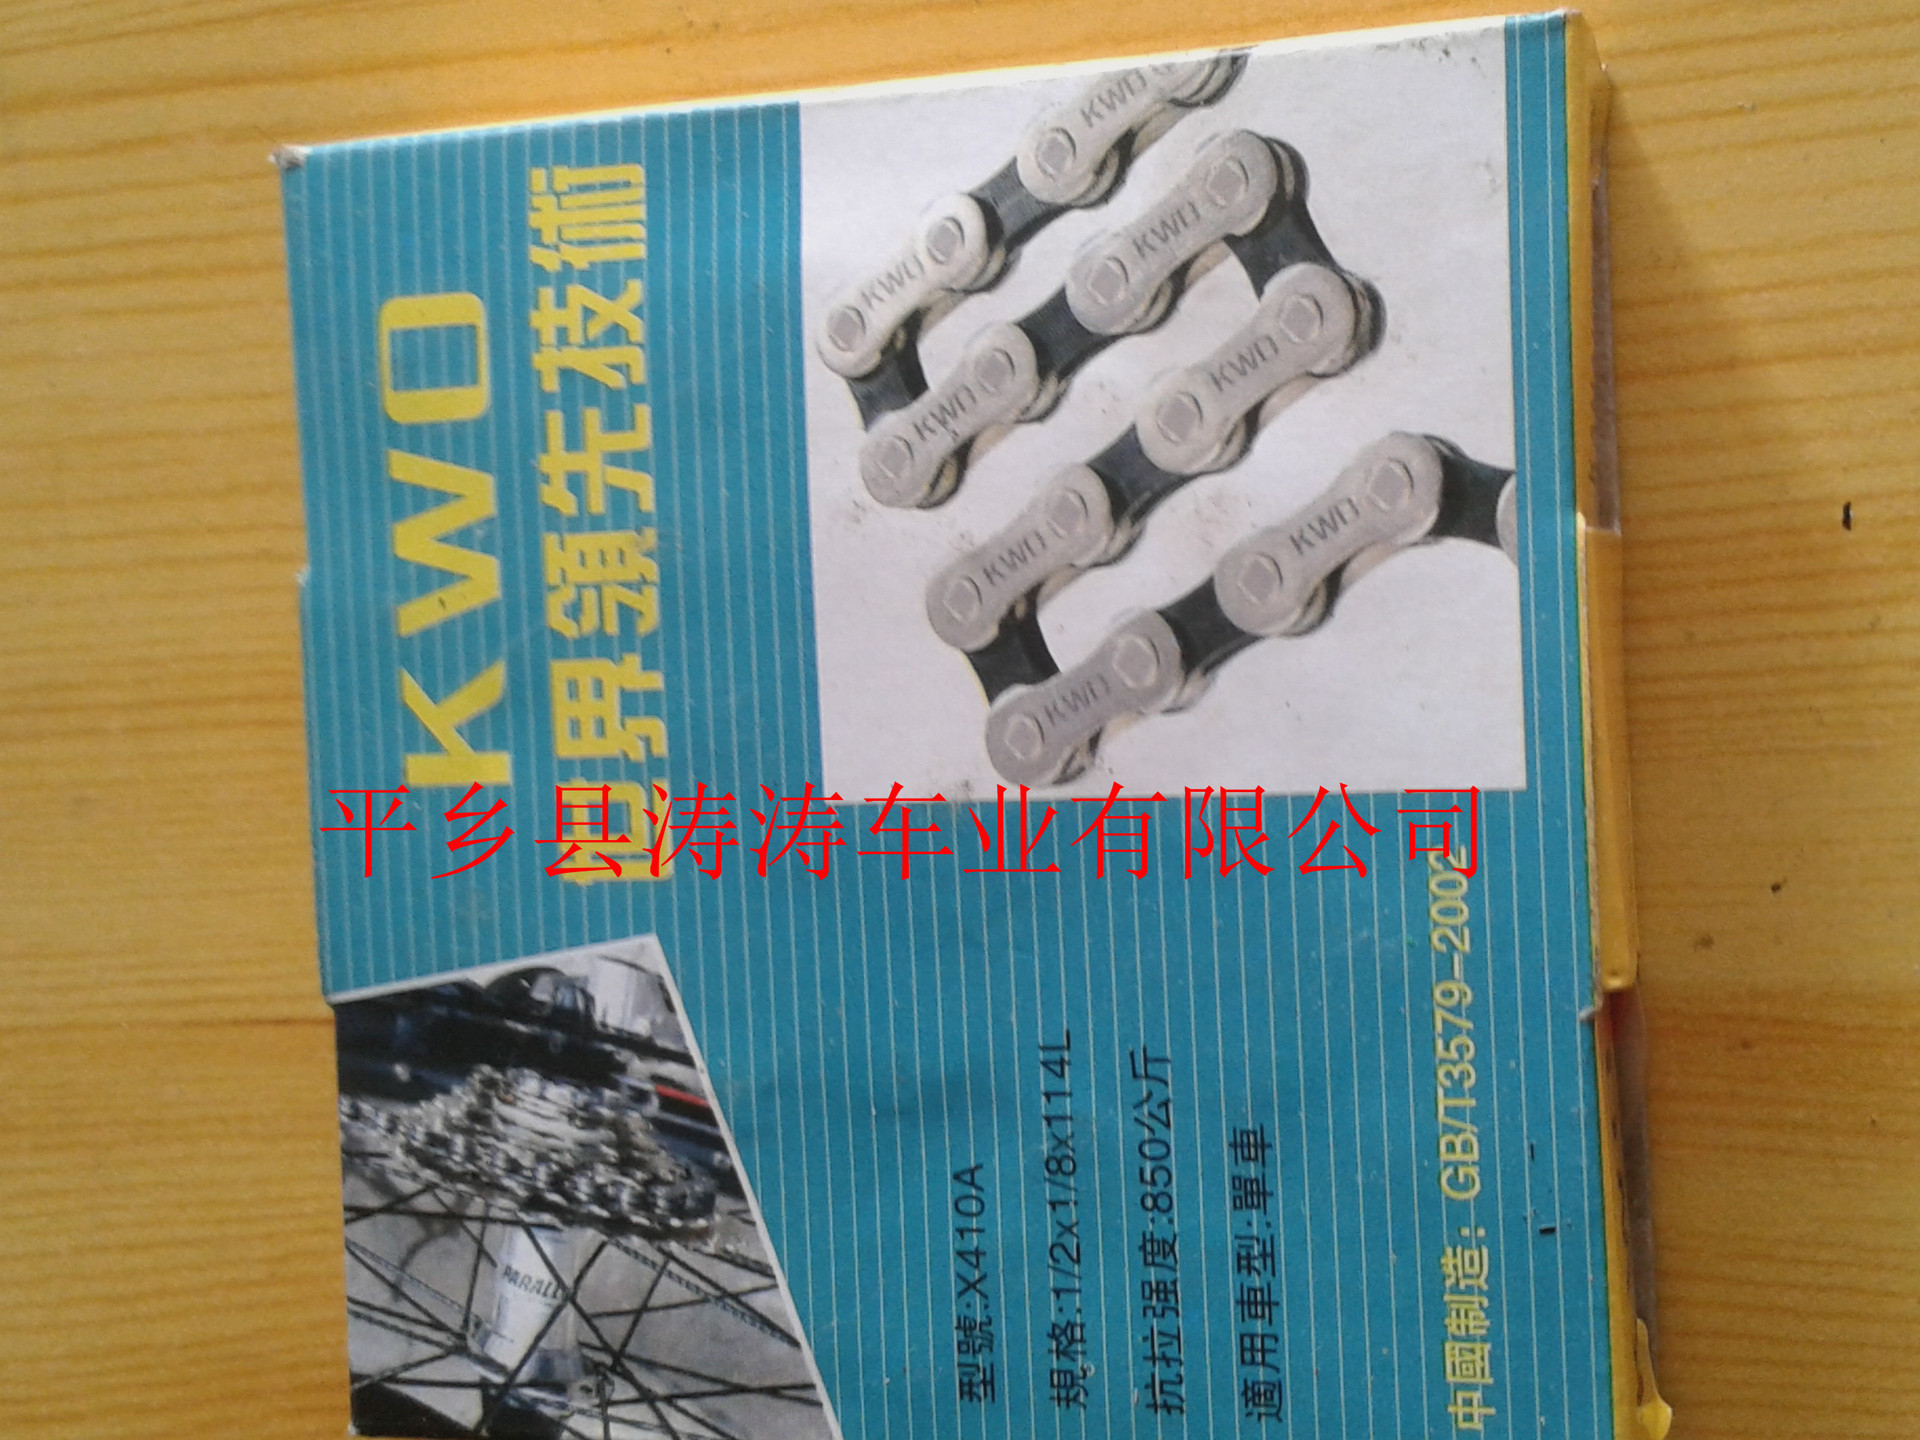 KWO
世界領先技術
KWO
KWO
KWO
KWO
KWO
KWO
KWO
KWO
平乡县涛涛车业有限公司
型號:X410A
規格:1/2x1/8x114L
抗拉强度:850公斤
適用車型:單車
中國制造：GB/T3579-2002
PARALL